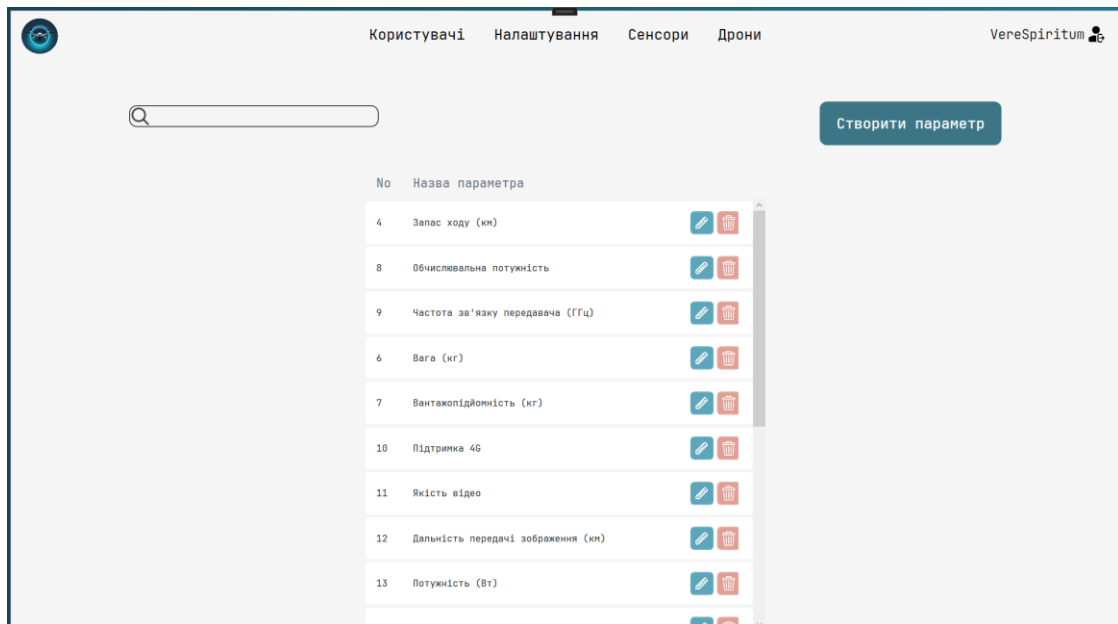 Користувачі Налаштування Сенсори Дрони VereSpiritum
Створити параметр
No Назва параметра
4 Запас ходу (км)
8 Обчислювальна потужність
9 Частота зв'язку передавача (ГГц)
6 Вага (кг)
7 Вантажопідйомність (кг)
10 Підтримка 4G
11 Якість відео
12 Дальність передачі зображення (км)
13 Потужність (Вт)